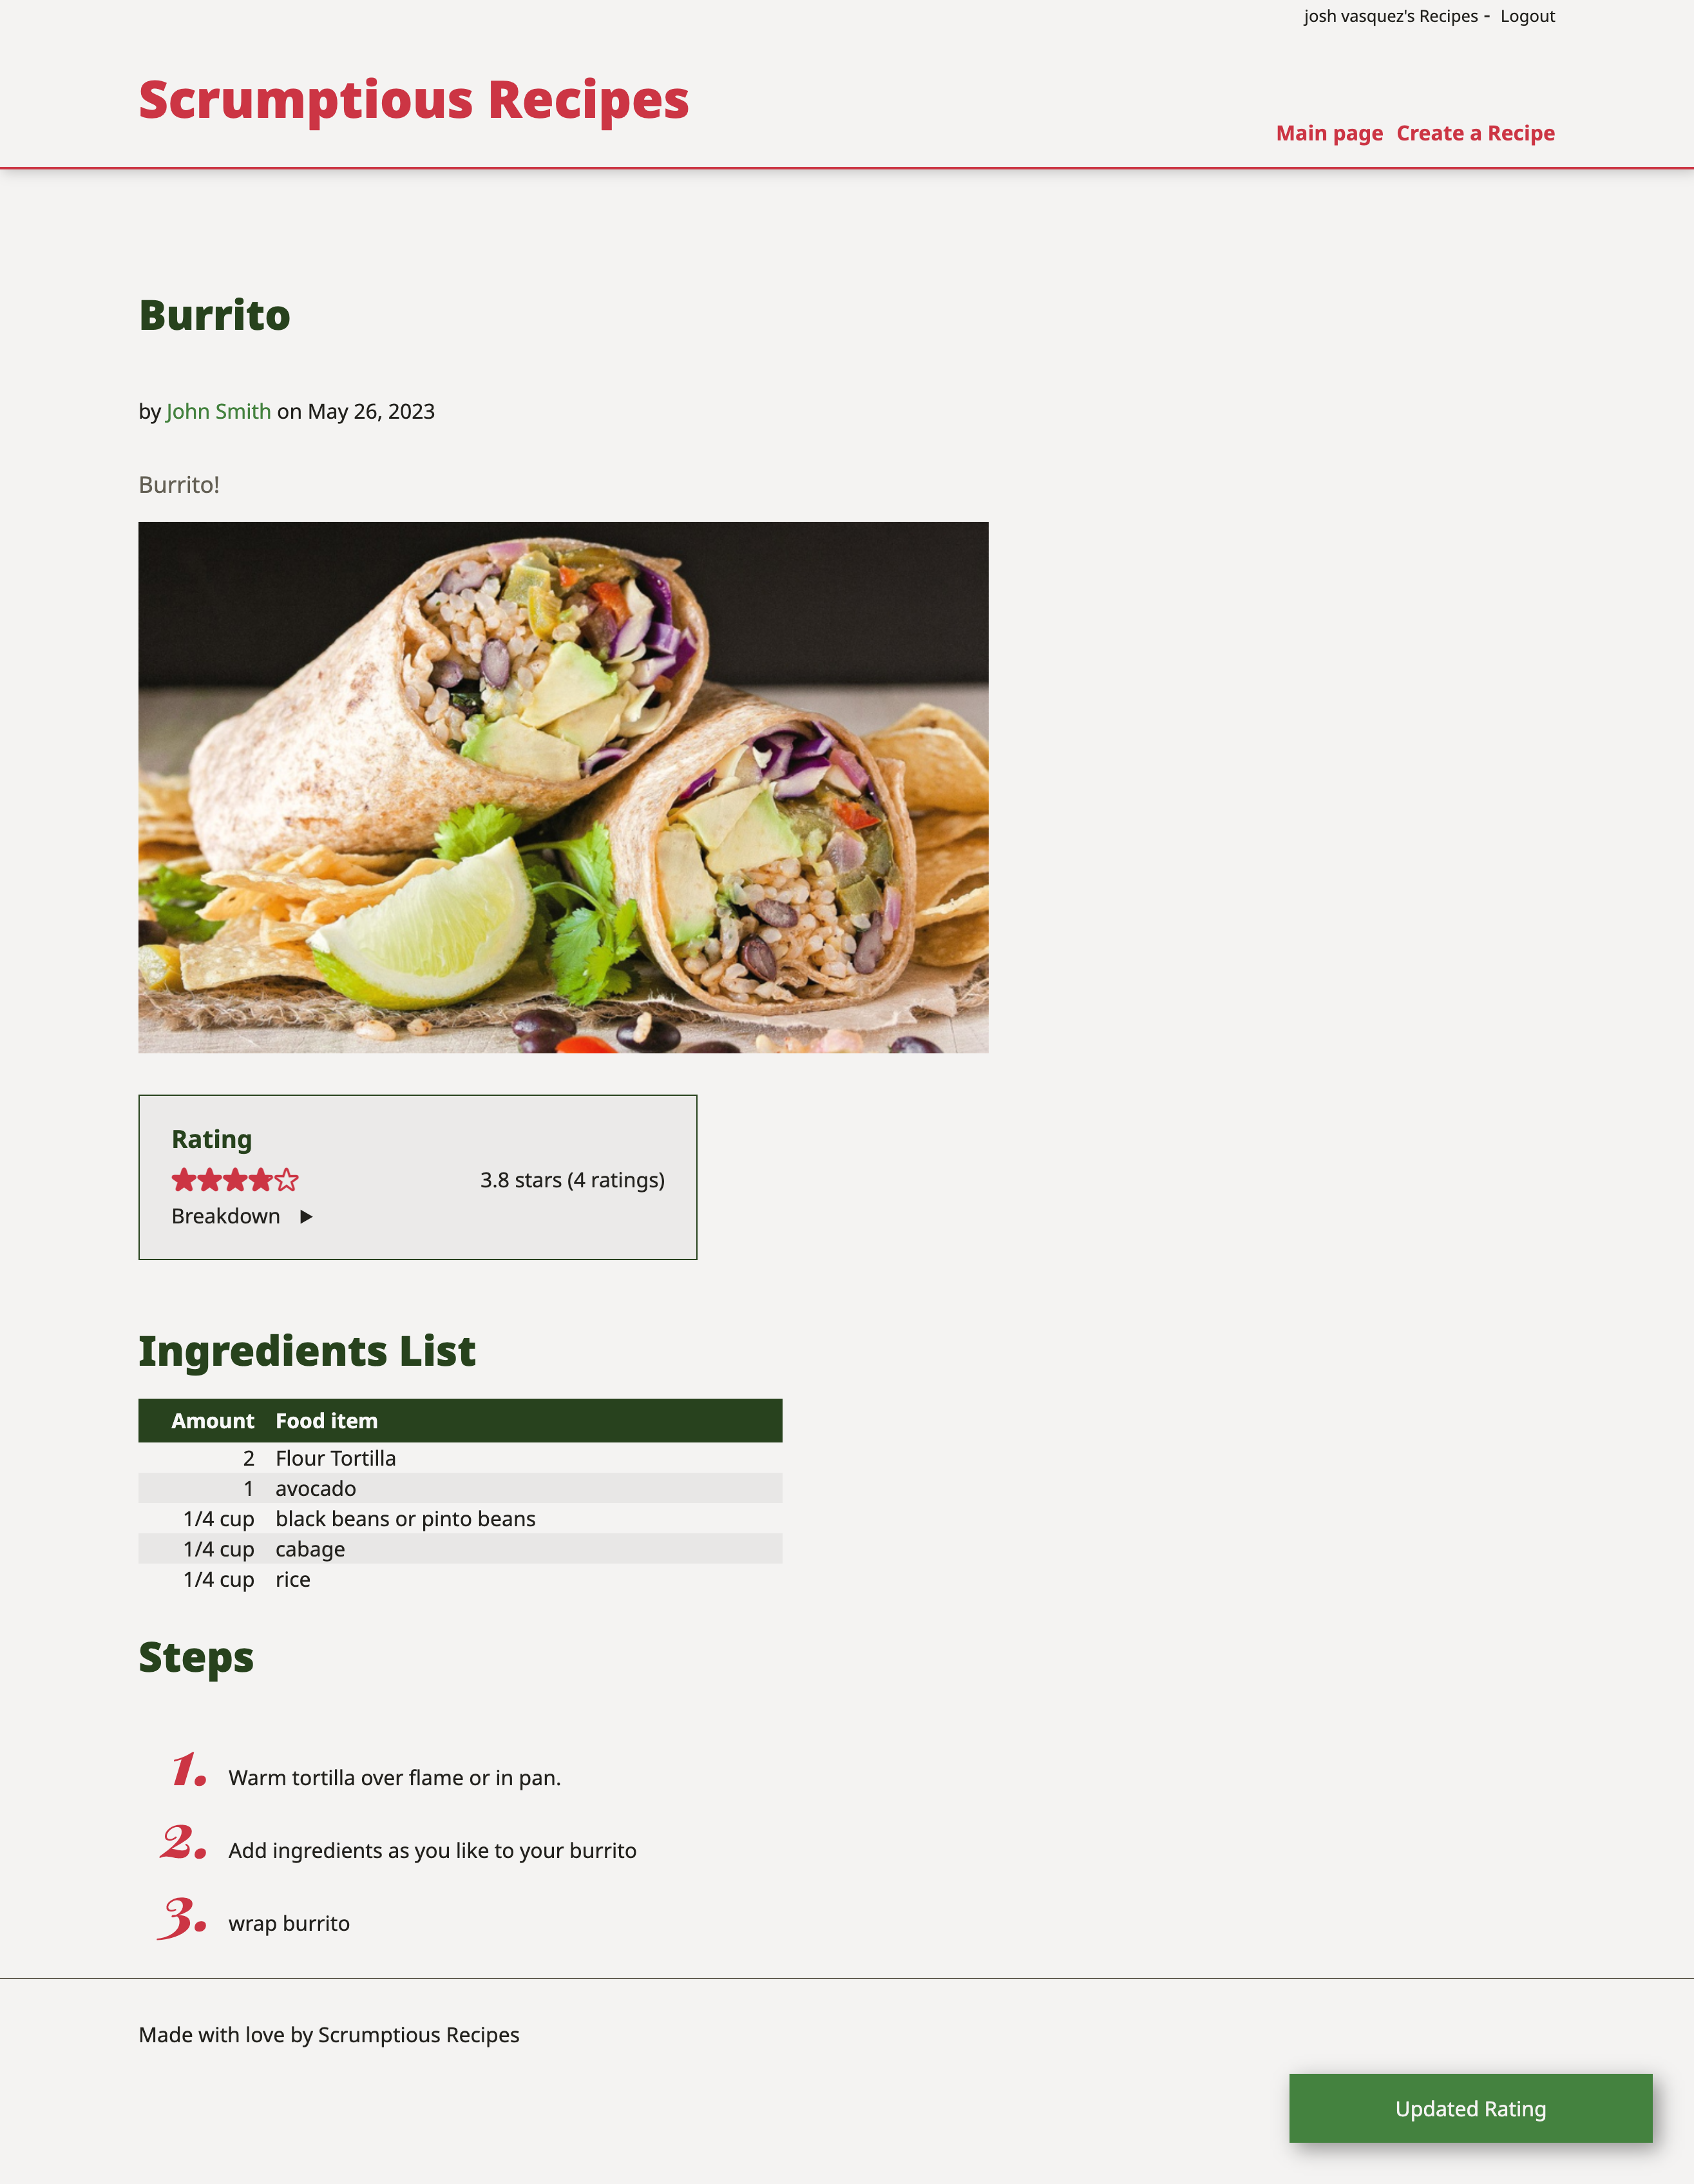 josh vasquez's Recipes - Logout
Scrumptious Recipes
Main page Create a Recipe
Burrito
by John Smith on May 26, 2023
Burrito!
Rating
3.8 stars (4 ratings)
Breakdown
Ingredients List
Amount Food item
2 Flour Tortilla
1 avocado
1/4 cup black beans or pinto beans
1/4 cup cabage
1/4 cup rice
Steps
1. Warm tortilla over flame or in pan.
2. Add ingredients as you like to your burrito
3. wrap burrito
Made with love by Scrumptious Recipes
Updated Rating